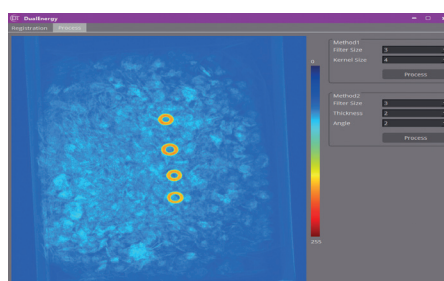 DualEnergy
Registration Process
0
255
Method1
Filter Size 3
Kernel Size 4
Process
Method2
Filter Size 3
Thickness 2
Angle 2
Process